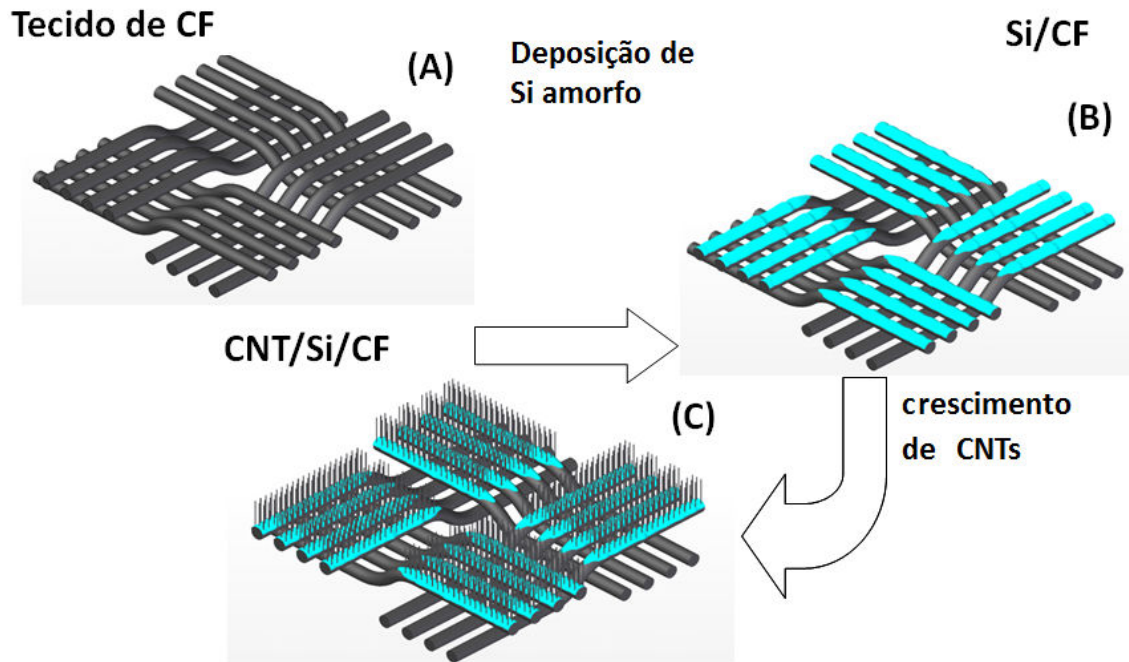 Tecido de CF
(A)
Deposição de
Si amorfo
Si/CF
(B)
CNT/Si/CF
(C)
crescimento
de CNTs